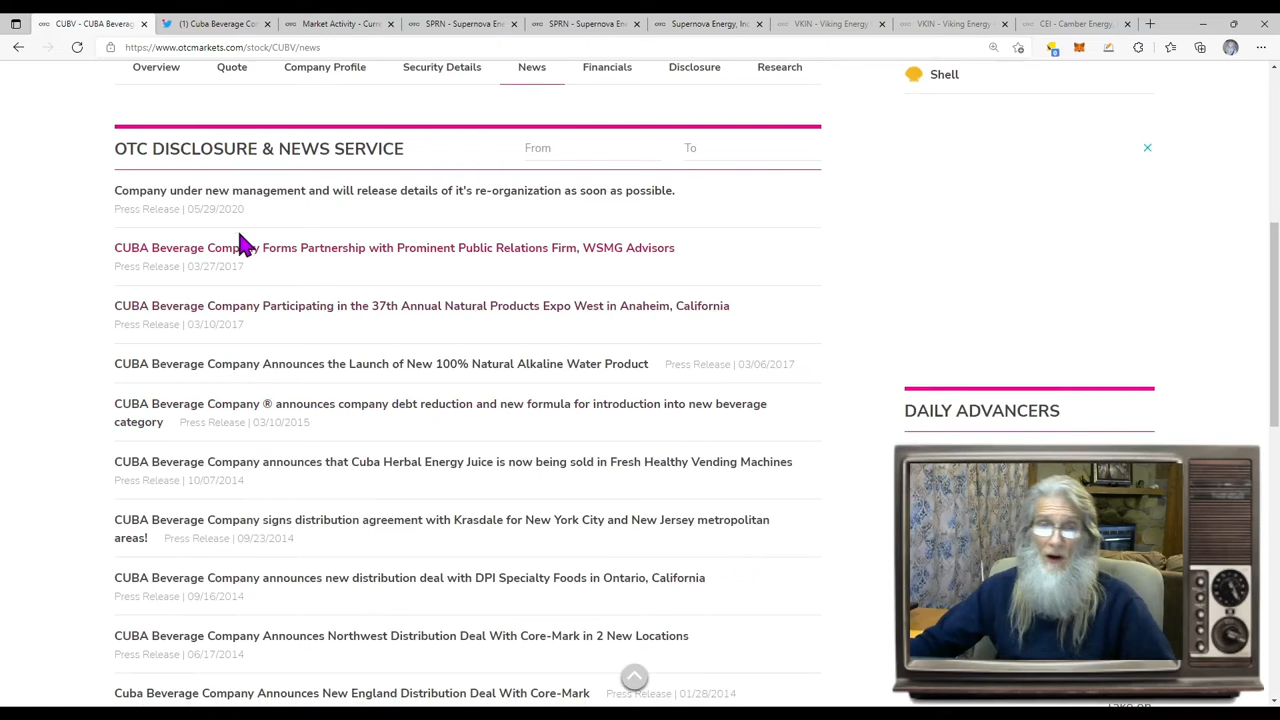 CUBV - CUBA Beverag
(1) Cuba Beverage Con
Market Activity - Curr
SPRN - Supernova Ene
SPRN - Supernova Ene
Supernova Energy, Inc
VKIN - Viking Energy
VKIN - Viking Energy
CEI - Camber Energy,
https://www.otcmarkets.com/stock/CUBV/news
Overview
Quote
Company Profile
Security Details
News
Financials
Disclosure
Research
Shell
OTC DISCLOSURE & NEWS SERVICE
From
To
Company under new management and will release details of it's re-organization as soon as possible.
Press Release | 05/29/2020
CUBA Beverage Company Forms Partnership with Prominent Public Relations Firm, WSMG Advisors
Press Release | 03/27/2017
CUBA Beverage Company Participating in the 37th Annual Natural Products Expo West in Anaheim, California
Press Release | 03/10/2017
CUBA Beverage Company Announces the Launch of New 100% Natural Alkaline Water Product Press Release | 03/06/2017
CUBA Beverage Company ® announces company debt reduction and new formula for introduction into new beverage
category Press Release | 03/10/2015
CUBA Beverage Company announces that Cuba Herbal Energy Juice is now being sold in Fresh Healthy Vending Machines
Press Release | 10/07/2014
CUBA Beverage Company signs distribution agreement with Krasdale for New York City and New Jersey metropolitan
areas! Press Release | 09/23/2014
CUBA Beverage Company announces new distribution deal with DPI Specialty Foods in Ontario, California
Press Release | 09/16/2014
CUBA Beverage Company Announces Northwest Distribution Deal With Core-Mark in 2 New Locations
Press Release | 06/17/2014
Cuba Beverage Company Announces New England Distribution Deal With Core-Mark Press Release | 01/28/2014
DAILY ADVANCERS